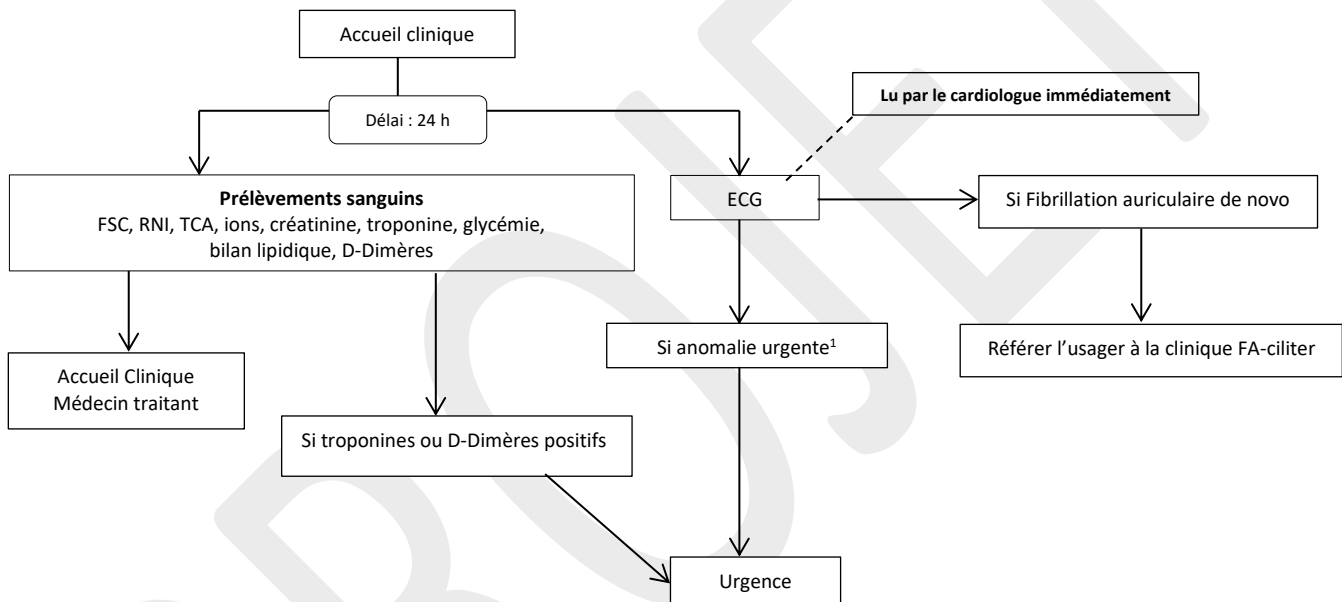 Accueil clinique
Lu par le cardiologue immédiatement
Délai : 24 h
Prélèvements sanguins
FSC, RNI, TCA, ions, créatinine, troponine, glycémie,
bilan lipidique, D-Dimères
ECG
Si Fibrillation auriculaire de novo
Si anomalie urgente¹
Référer l’usager à la clinique FA-ciliter
Accueil Clinique
Médecin traitant
Si troponines ou D-Dimères positifs
Urgence